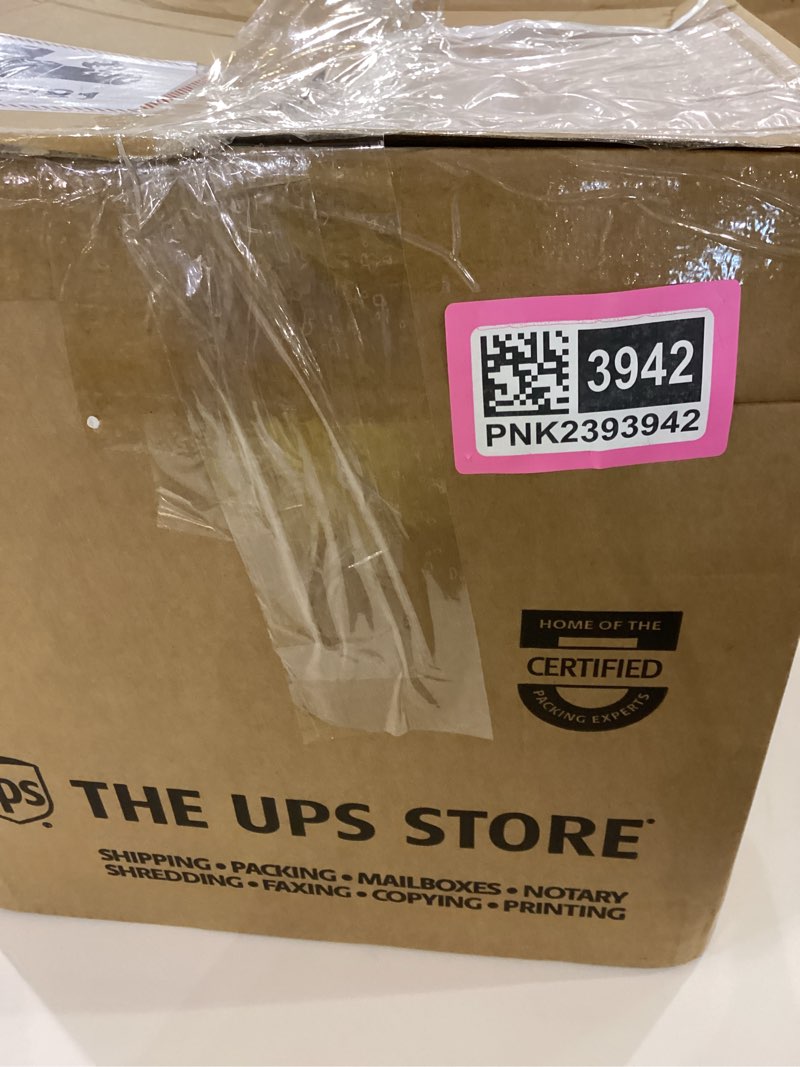 3942
PNK2393942
HOME OF THE
CERTIFIED
PACKING EXPERTS
ups THE UPS STORE
SHIPPING • PACKING • MAILBOXES • NOTARY
SHREDDING • FAXING • COPYING • PRINTING